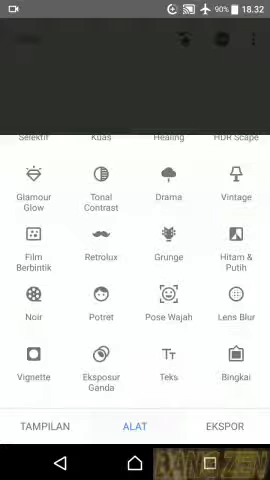 90% 18.32
Selektif Kuas Healing HDR Scape
Glamour Glow Tonal Contrast Drama Vintage
Film Berbintik Retrolux Grunge Hitam & Putih
Noir Potret Pose Wajah Lens Blur
Vignette Eksposur Ganda Teks Bingkai
TAMPILAN ALAT EKSPOR